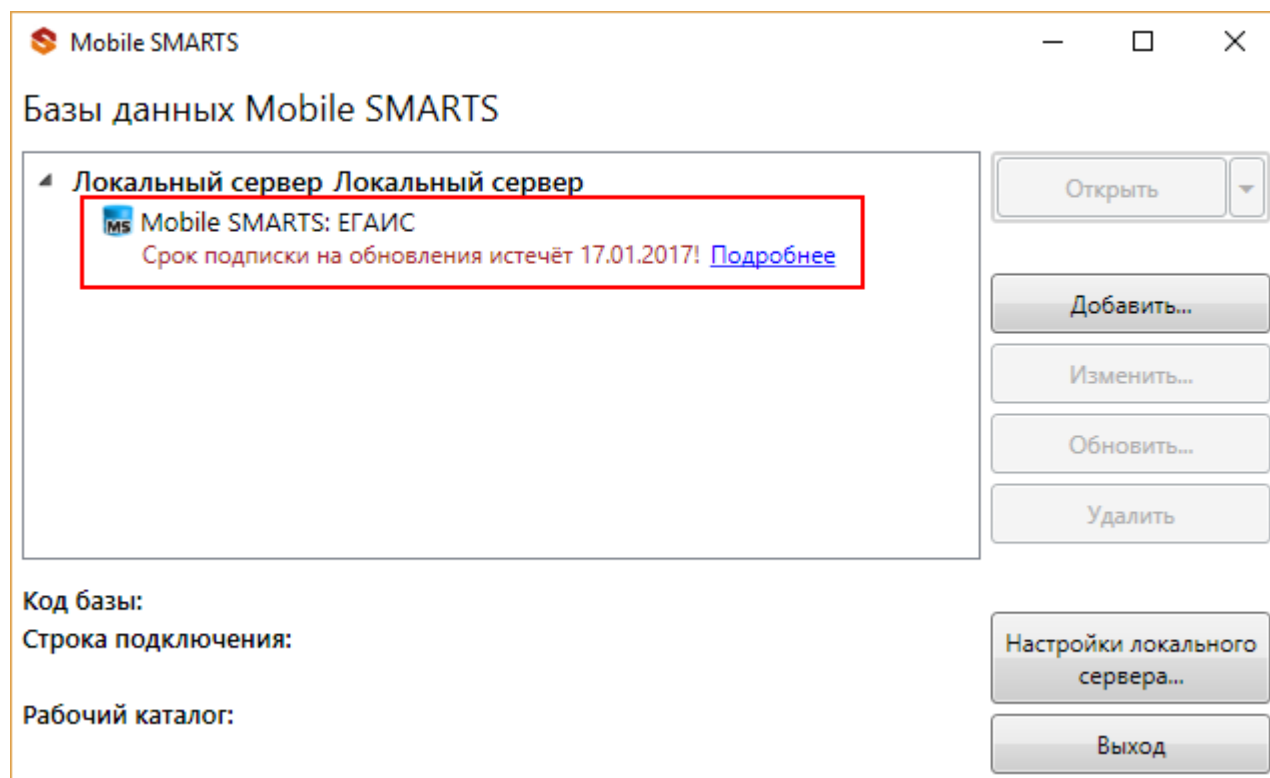 Mobile SMARTS
Базы данных Mobile SMARTS
Локальный сервер Локальный сервер
MS Mobile SMARTS: ЕГАИС
Срок подписки на обновления истечёт 17.01.2017! Подробнее
Открыть
Добавить...
Изменить...
Обновить...
Удалить
Код базы:
Строка подключения:
Рабочий каталог:
Настройки локального
сервера...
Выход